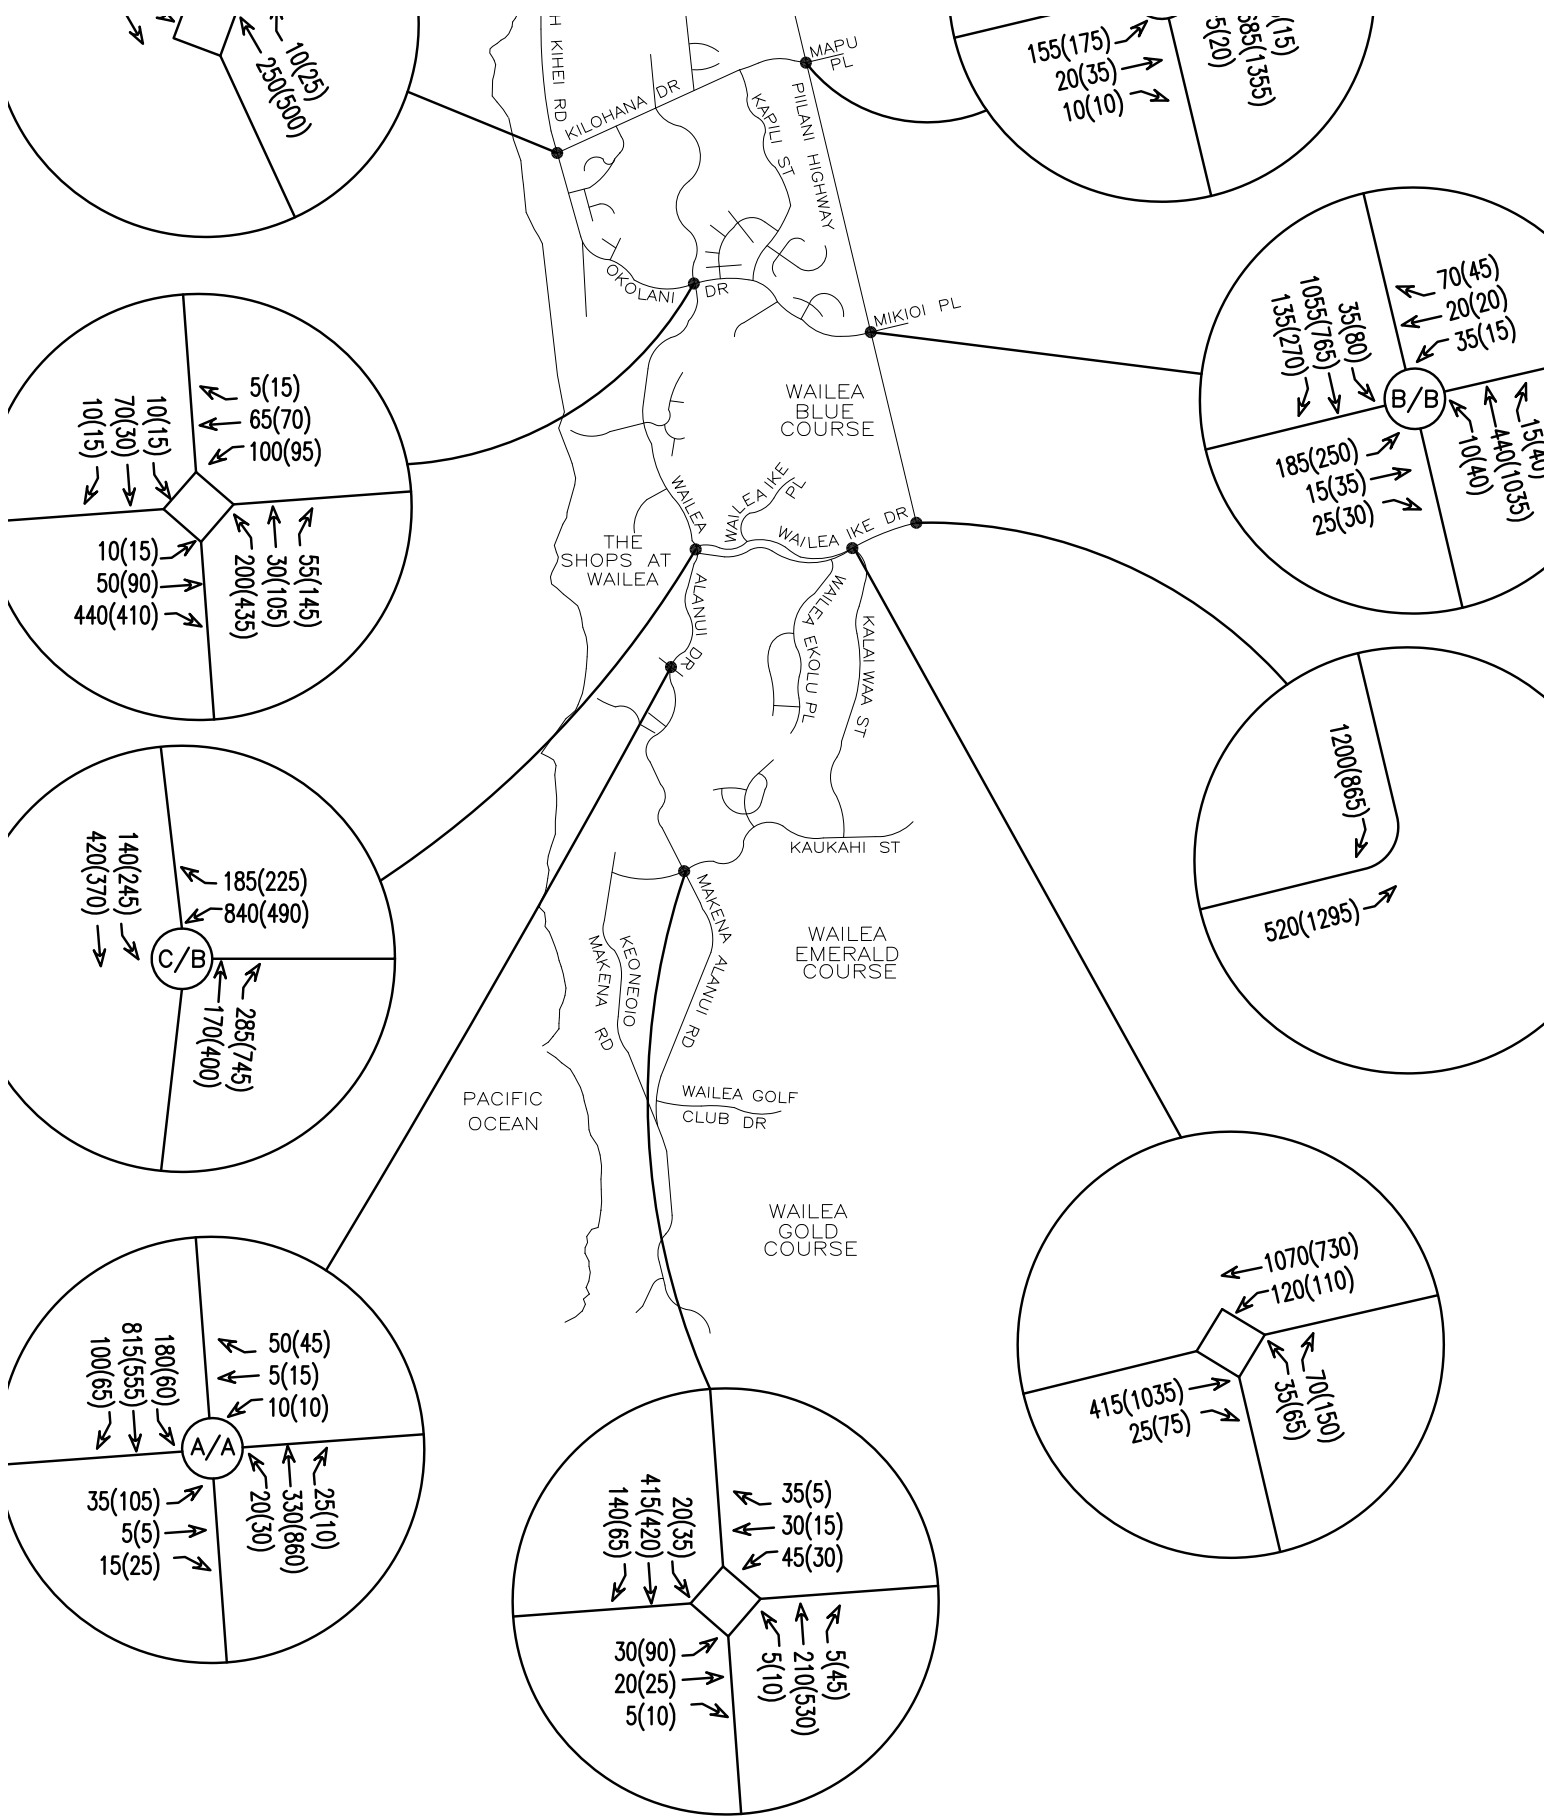 10(25)
250(500)
H KIHEI RD
KILOHANA DR
KAPILI ST
PIILANI HIGHWAY
MAPU
PL
155(175)
20(35)
10(10)
OKOLANI DR
MIKIOI PL
70(45)
20(20)
35(15)
35(80)
1055(765)
135(270)
B/B
185(250)
15(35)
25(30)
10(40)
440(1035)
15(40)
5(15)
65(70)
100(95)
10(15)
70(30)
10(15)
10(15)
50(90)
440(410)
200(435)
30(105)
55(145)
WAILEA
BLUE
COURSE
WAILEA
ALANUI DR
WAILEA IKE
PL
WAILEA IKE DR
THE
SHOPS AT
WAILEA
WAILEA EKOLU PL
KALAI WAA ST
KAUKAHI ST
1200(865)
520(1295)
140(245)
420(370)
185(225)
840(490)
C/B
170(400)
285(745)
MAKENA ALANUI RD
KEONEOIO
MAKENA RD
WAILEA
EMERALD
COURSE
PACIFIC
OCEAN
WAILEA GOLF
CLUB DR
WAILEA
GOLD
COURSE
1070(730)
120(110)
415(1035)
25(75)
35(65)
70(150)
180(60)
815(555)
100(65)
50(45)
5(15)
10(10)
A/A
35(105)
5(5)
15(25)
20(30)
330(860)
25(10)
20(35)
415(420)
140(65)
35(5)
30(15)
45(30)
30(90)
20(25)
5(10)
5(10)
210(530)
5(45)